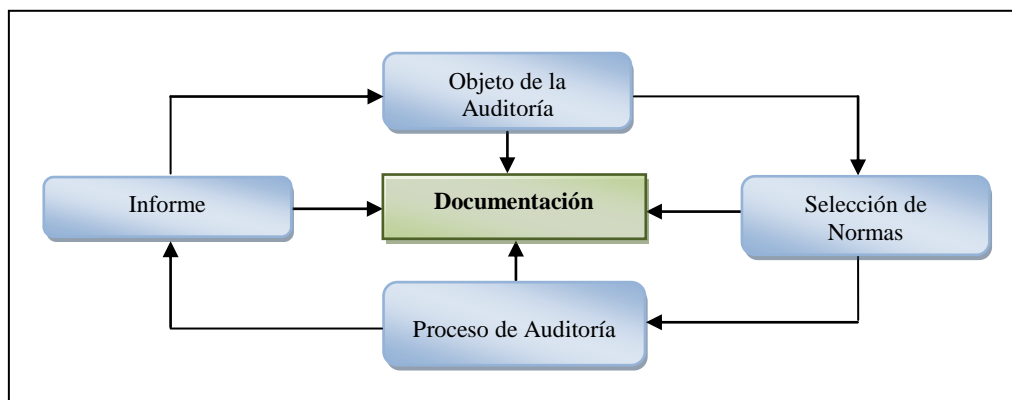 Objeto de la
Auditoría
Informe
Documentación
Selección de
Normas
Proceso de Auditoría